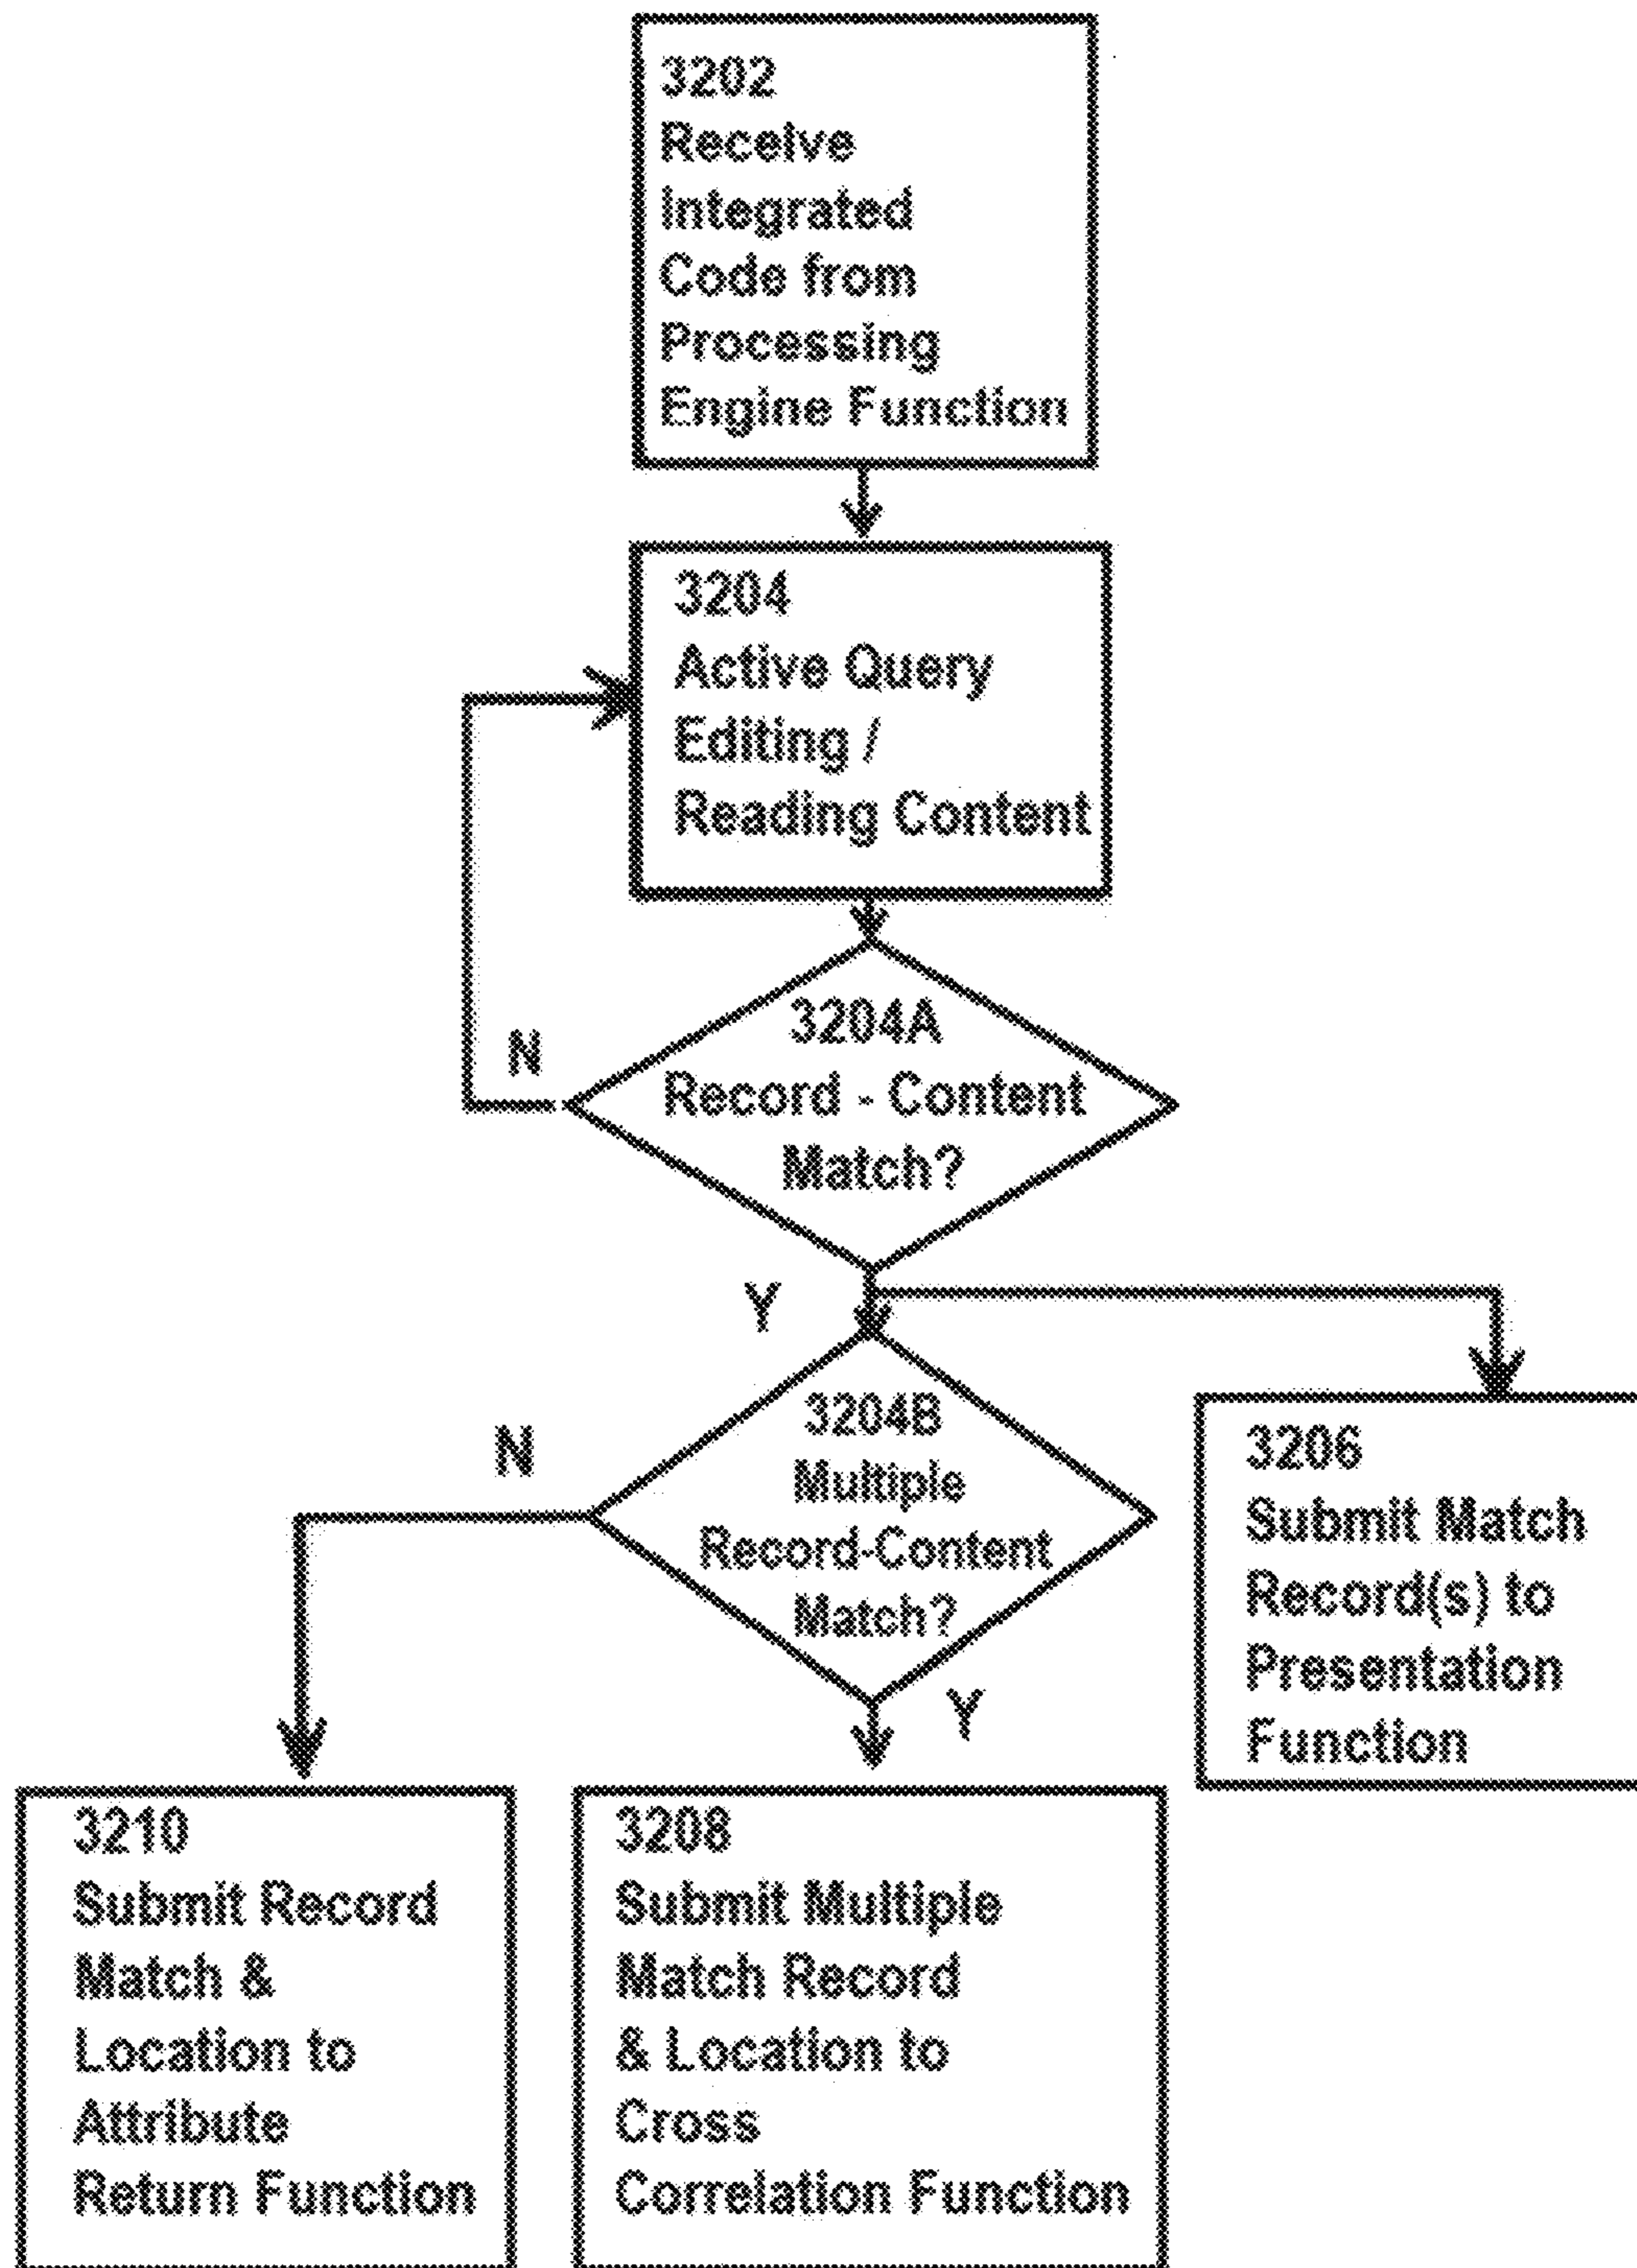 3202
Receive
Integrated
Code from
Processing
Engine Function
3204
Active Query
Editing /
Reading Content
3204A
Record - Content
Match?
N
Y
3204B
Multiple
Record-Content
Match?
N
Y
3206
Submit Match
Record(s) to
Presentation
Function
3210
Submit Record
Match &
Location to
Attribute
Return Function
3208
Submit Multiple
Match Record
& Location to
Cross
Correlation Function